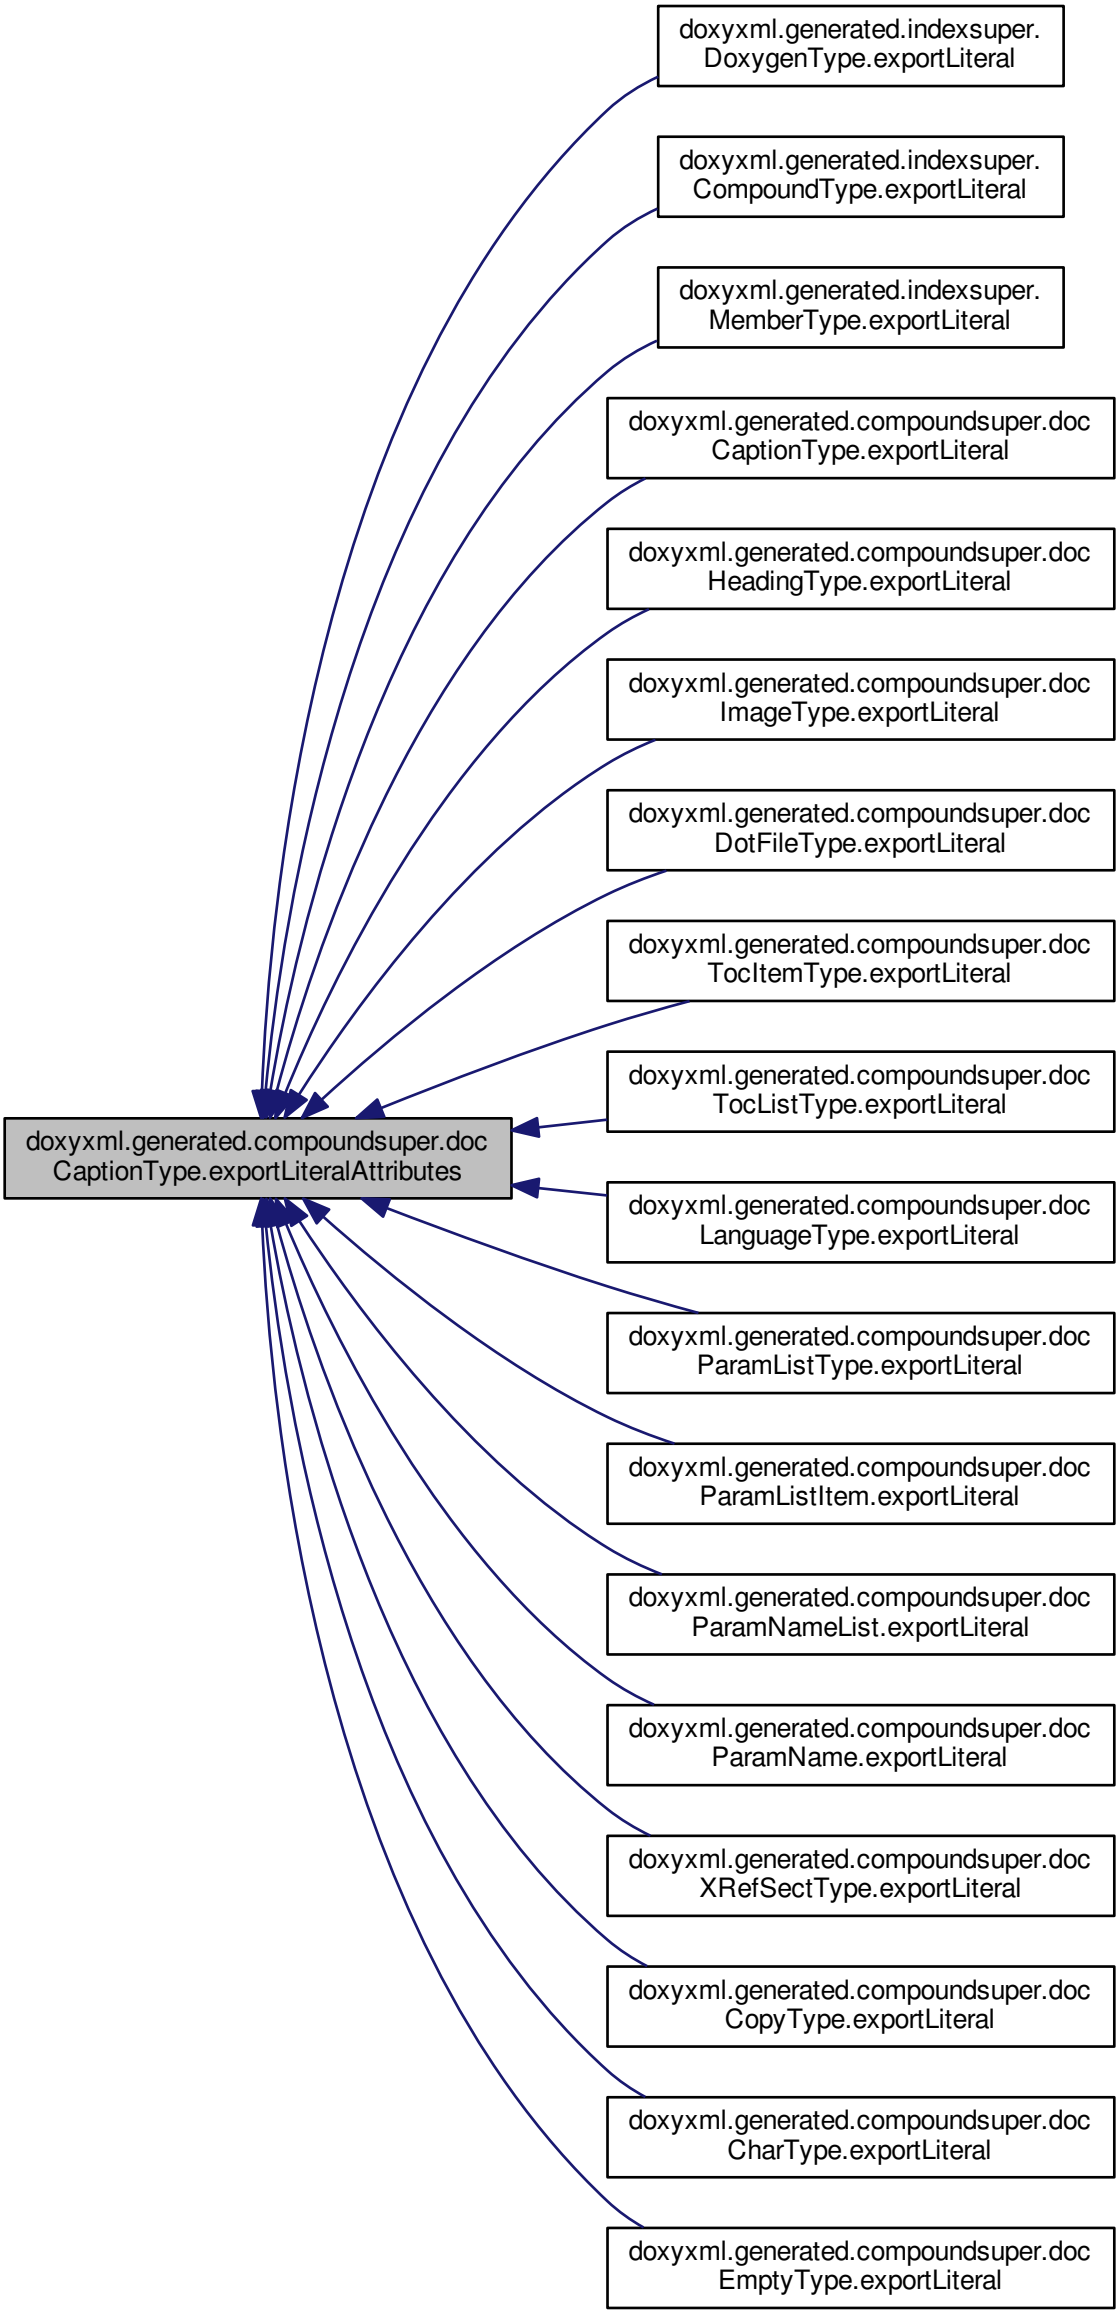 doxyxml.generated.indexsuper.
DoxygenType.exportLiteral
doxyxml.generated.indexsuper.
CompoundType.exportLiteral
doxyxml.generated.indexsuper.
MemberType.exportLiteral
doxyxml.generated.compoundsuper.doc
CaptionType.exportLiteral
doxyxml.generated.compoundsuper.doc
HeadingType.exportLiteral
doxyxml.generated.compoundsuper.doc
ImageType.exportLiteral
doxyxml.generated.compoundsuper.doc
DotFileType.exportLiteral
doxyxml.generated.compoundsuper.doc
TocItemType.exportLiteral
doxyxml.generated.compoundsuper.doc
TocListType.exportLiteral
doxyxml.generated.compoundsuper.doc
CaptionType.exportLiteralAttributes
doxyxml.generated.compoundsuper.doc
LanguageType.exportLiteral
doxyxml.generated.compoundsuper.doc
ParamListType.exportLiteral
doxyxml.generated.compoundsuper.doc
ParamListItem.exportLiteral
doxyxml.generated.compoundsuper.doc
ParamNameList.exportLiteral
doxyxml.generated.compoundsuper.doc
ParamName.exportLiteral
doxyxml.generated.compoundsuper.doc
XRefSectType.exportLiteral
doxyxml.generated.compoundsuper.doc
CopyType.exportLiteral
doxyxml.generated.compoundsuper.doc
CharType.exportLiteral
doxyxml.generated.compoundsuper.doc
EmptyType.exportLiteral